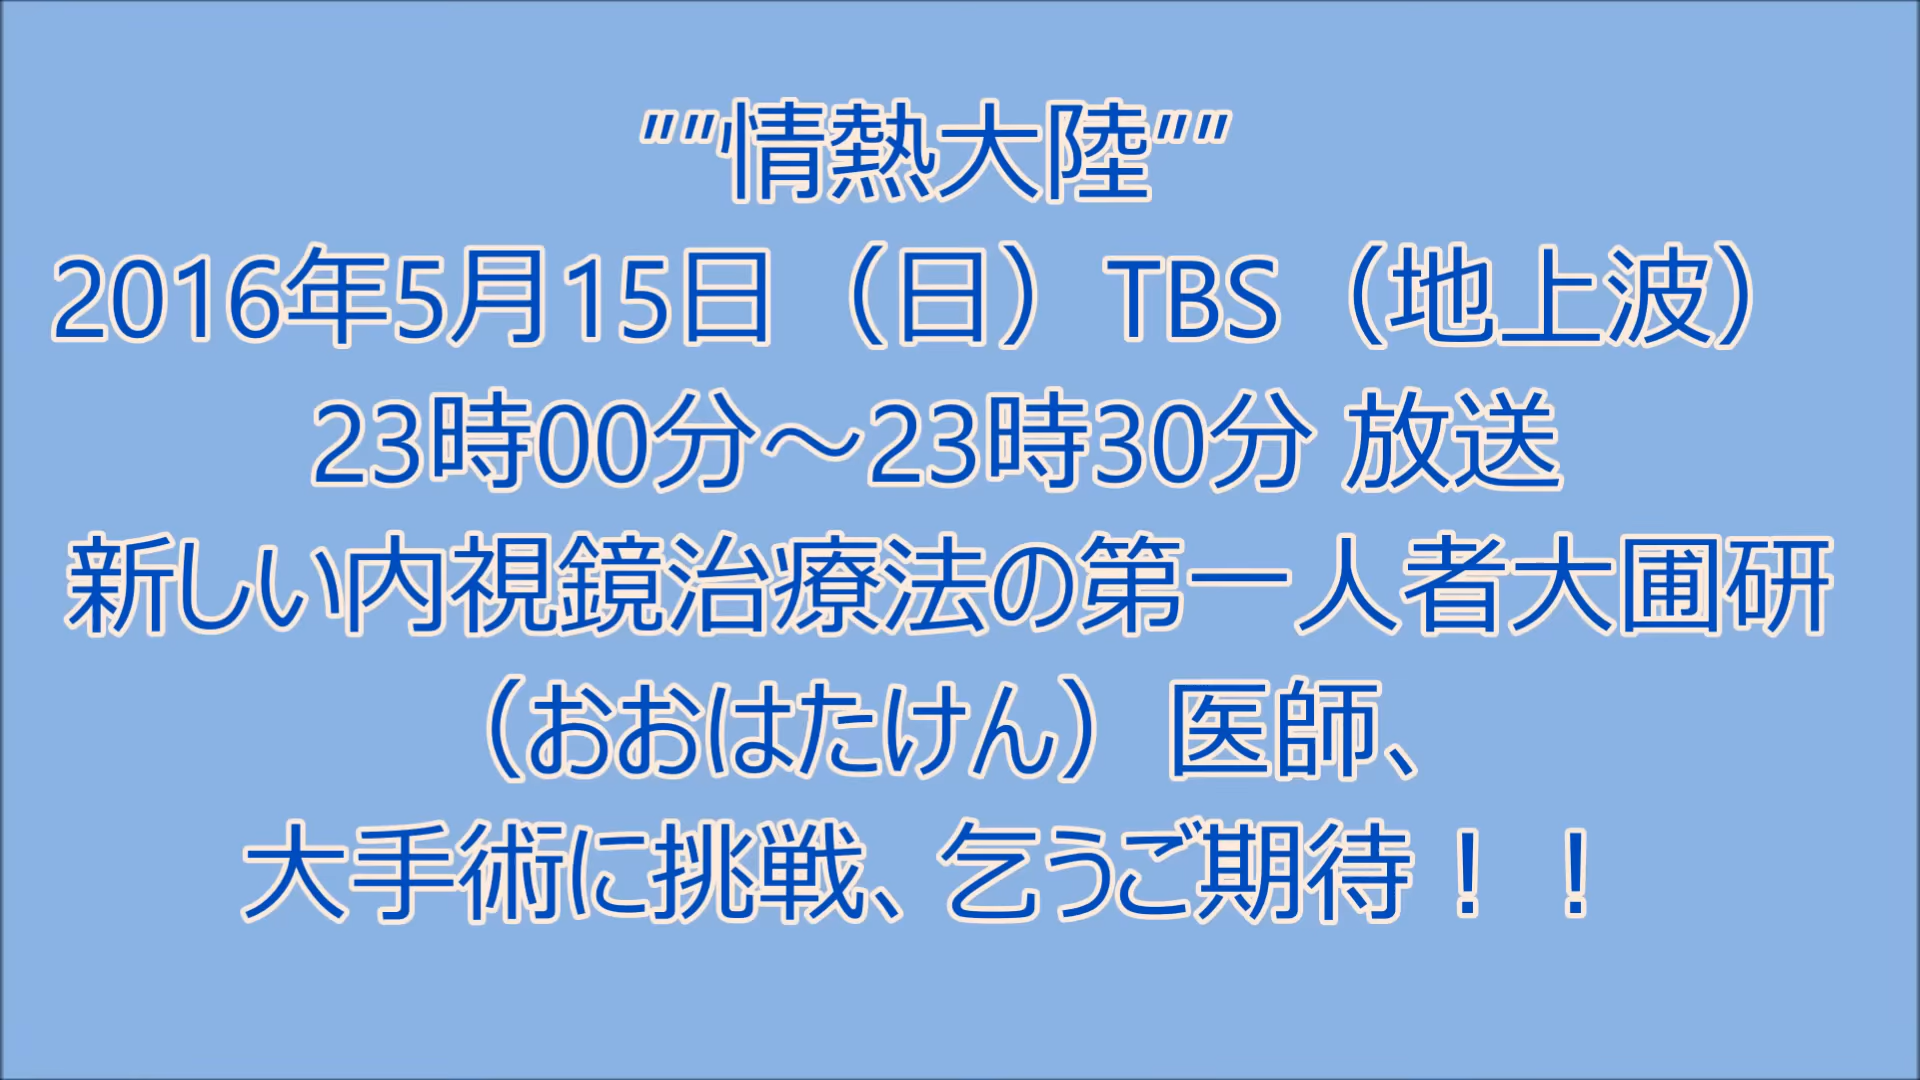 ""情熱大陸""
2016年5月15日（日）TBS（地上波）
23時00分～23時30分 放送
新しい内視鏡治療法の第一人者大圃研
（おおはたけん）医師、
大手術に挑戦、乞うご期待！！